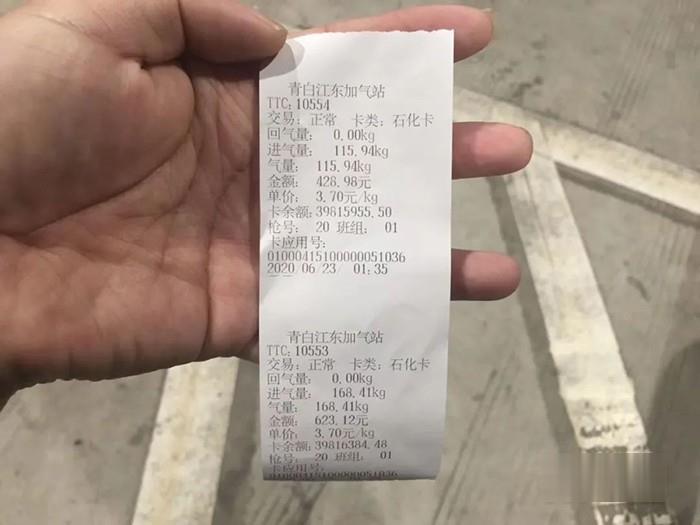 青白江东加气站
TTC:10554
交易：正常 卡类：石化卡
回气量： 0.00kg
进气量： 115.94kg
气量： 115.94kg
金额： 428.98元
单价： 3.70元/kg
卡余额:39815955.50
枪号： 20 班组： 01
卡应用号：
01000415100000051036
2020/06/23/ 01:35
青白江东加气站
TTC:10553
交易：正常 卡类：石化卡
回气量： 0.00kg
进气量： 168.41kg
气量： 168.41kg
金额： 623.12元
单价： 3.70元/kg
卡余额:39816384.48
枪号： 20 班组： 01
卡应用号：
01000415100000051036